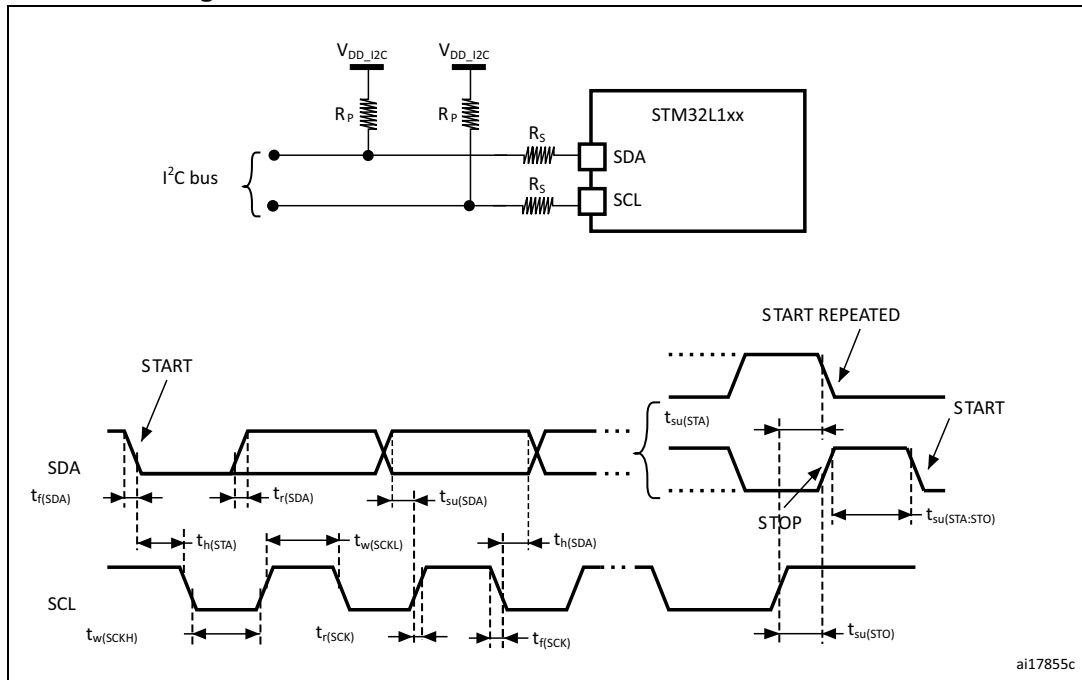 V_DD_I2C V_DD_I2C
R_P R_P
STM32L1xx
R_S
SDA
I²C bus
R_S
SCL
START REPEATED
START
START
t_su(STA)
SDA
t_f(SDA) t_r(SDA) t_su(SDA)
STOP
t_su(STA:STO)
t_h(STA) t_w(SCKL) t_h(SDA)
SCL
t_w(SCKH) t_r(SCK) t_f(SCK) t_su(STO)
ai17855c